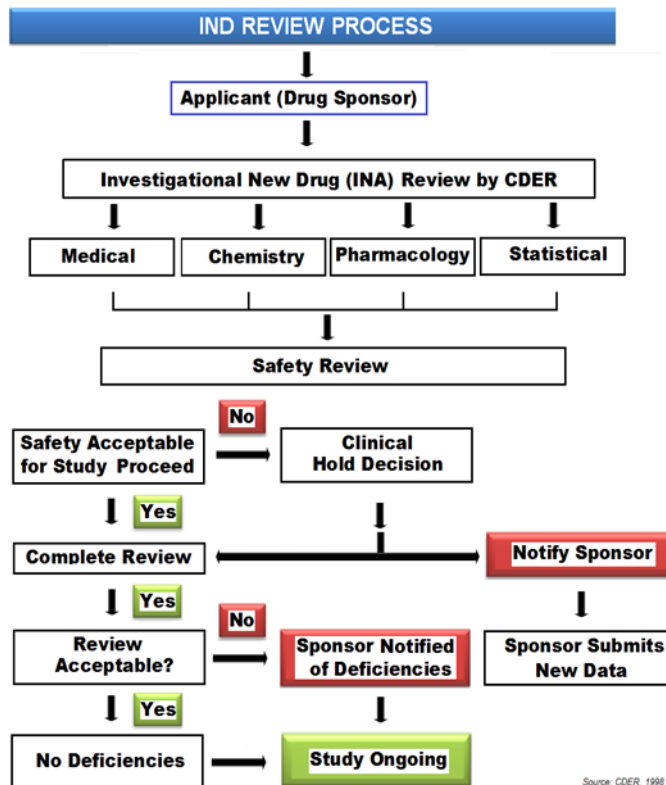 IND REVIEW PROCESS
Applicant (Drug Sponsor)
Investigational New Drug (INA) Review by CDER
Medical
Chemistry
Pharmacology
Statistical
Safety Review
No
Safety Acceptable
for Study Proceed
Clinical
Hold Decision
Yes
Complete Review
Notify Sponsor
Yes
No
Review
Acceptable?
Sponsor Notified
of Deficiencies
Sponsor Submits
New Data
Yes
No Deficiencies
Study Ongoing
Source: CDER, 1998